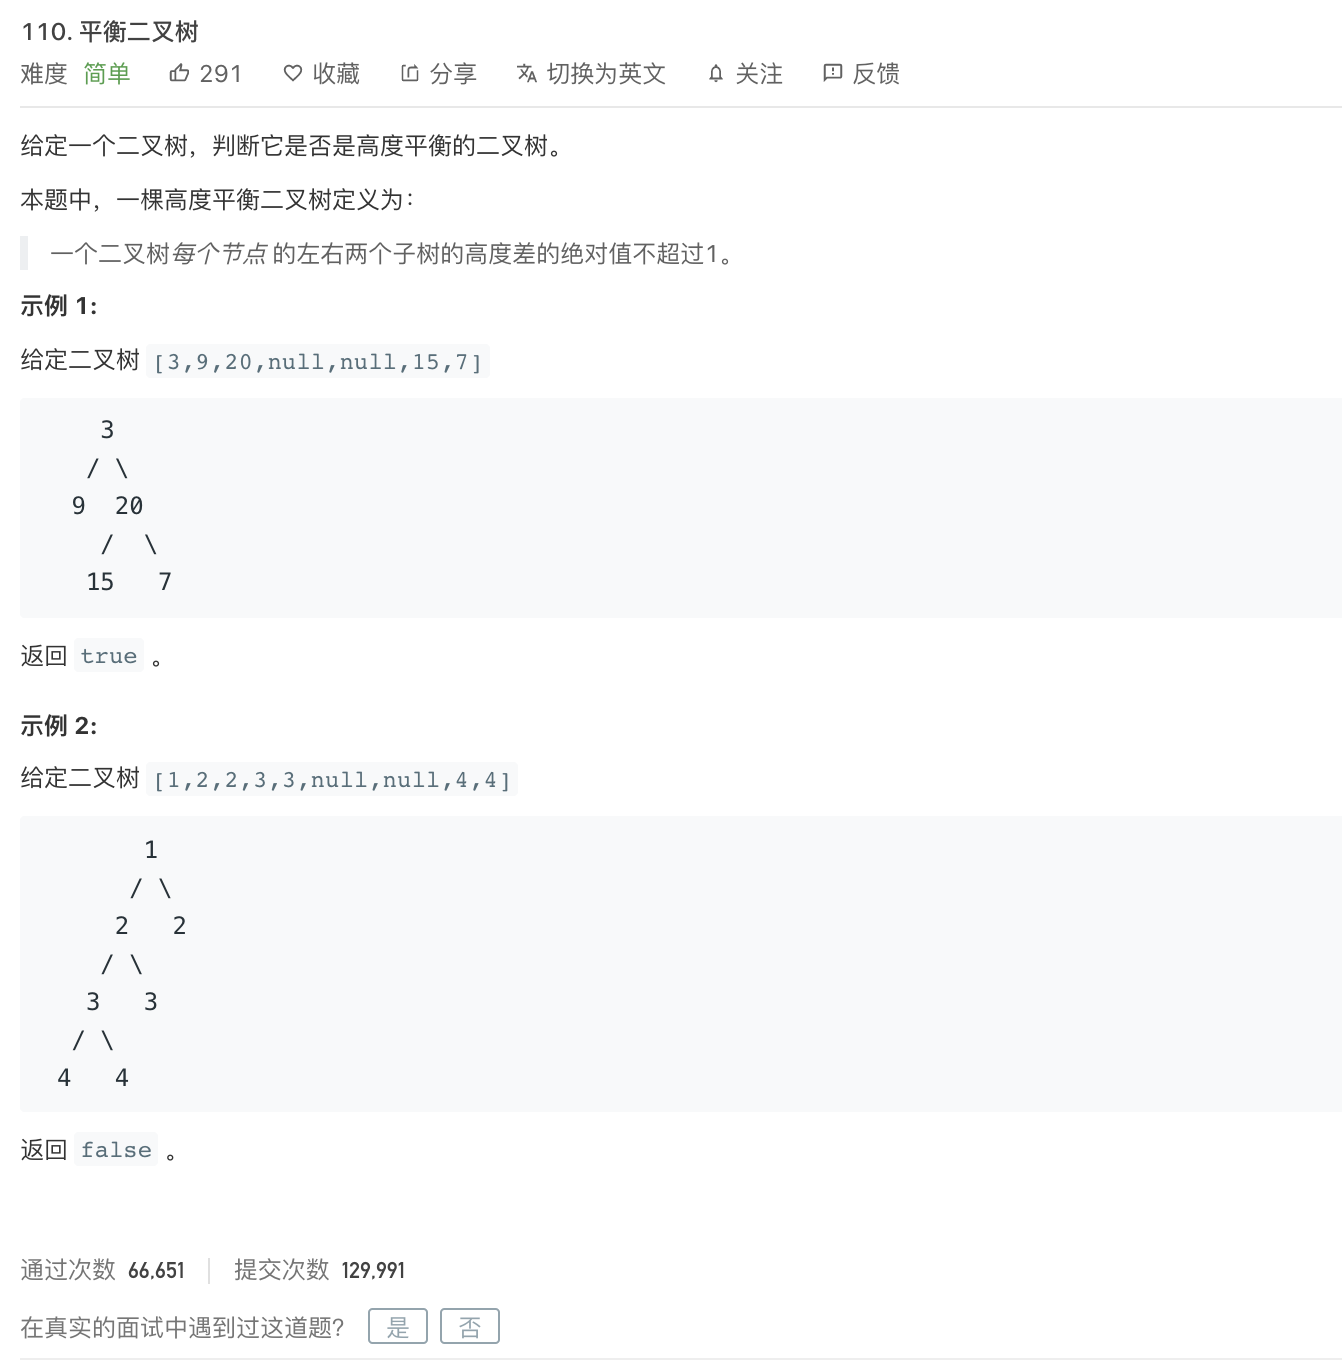 110. 平衡二叉树
难度 简单 291 收藏 分享 切换为英文 关注 反馈
给定一个二叉树，判断它是否是高度平衡的二叉树。
本题中，一棵高度平衡二叉树定义为：
一个二叉树每个节点 的左右两个子树的高度差的绝对值不超过1。
示例 1:
给定二叉树 [3,9,20,null,null,15,7]
3
/ \
9 20
/ \
15 7
返回 true 。
示例 2:
给定二叉树 [1,2,2,3,3,null,null,4,4]
1
/ \
2 2
/ \
3 3
/ \
4 4
返回 false 。
通过次数 66,651 提交次数 129,991
在真实的面试中遇到过这道题? 是 否